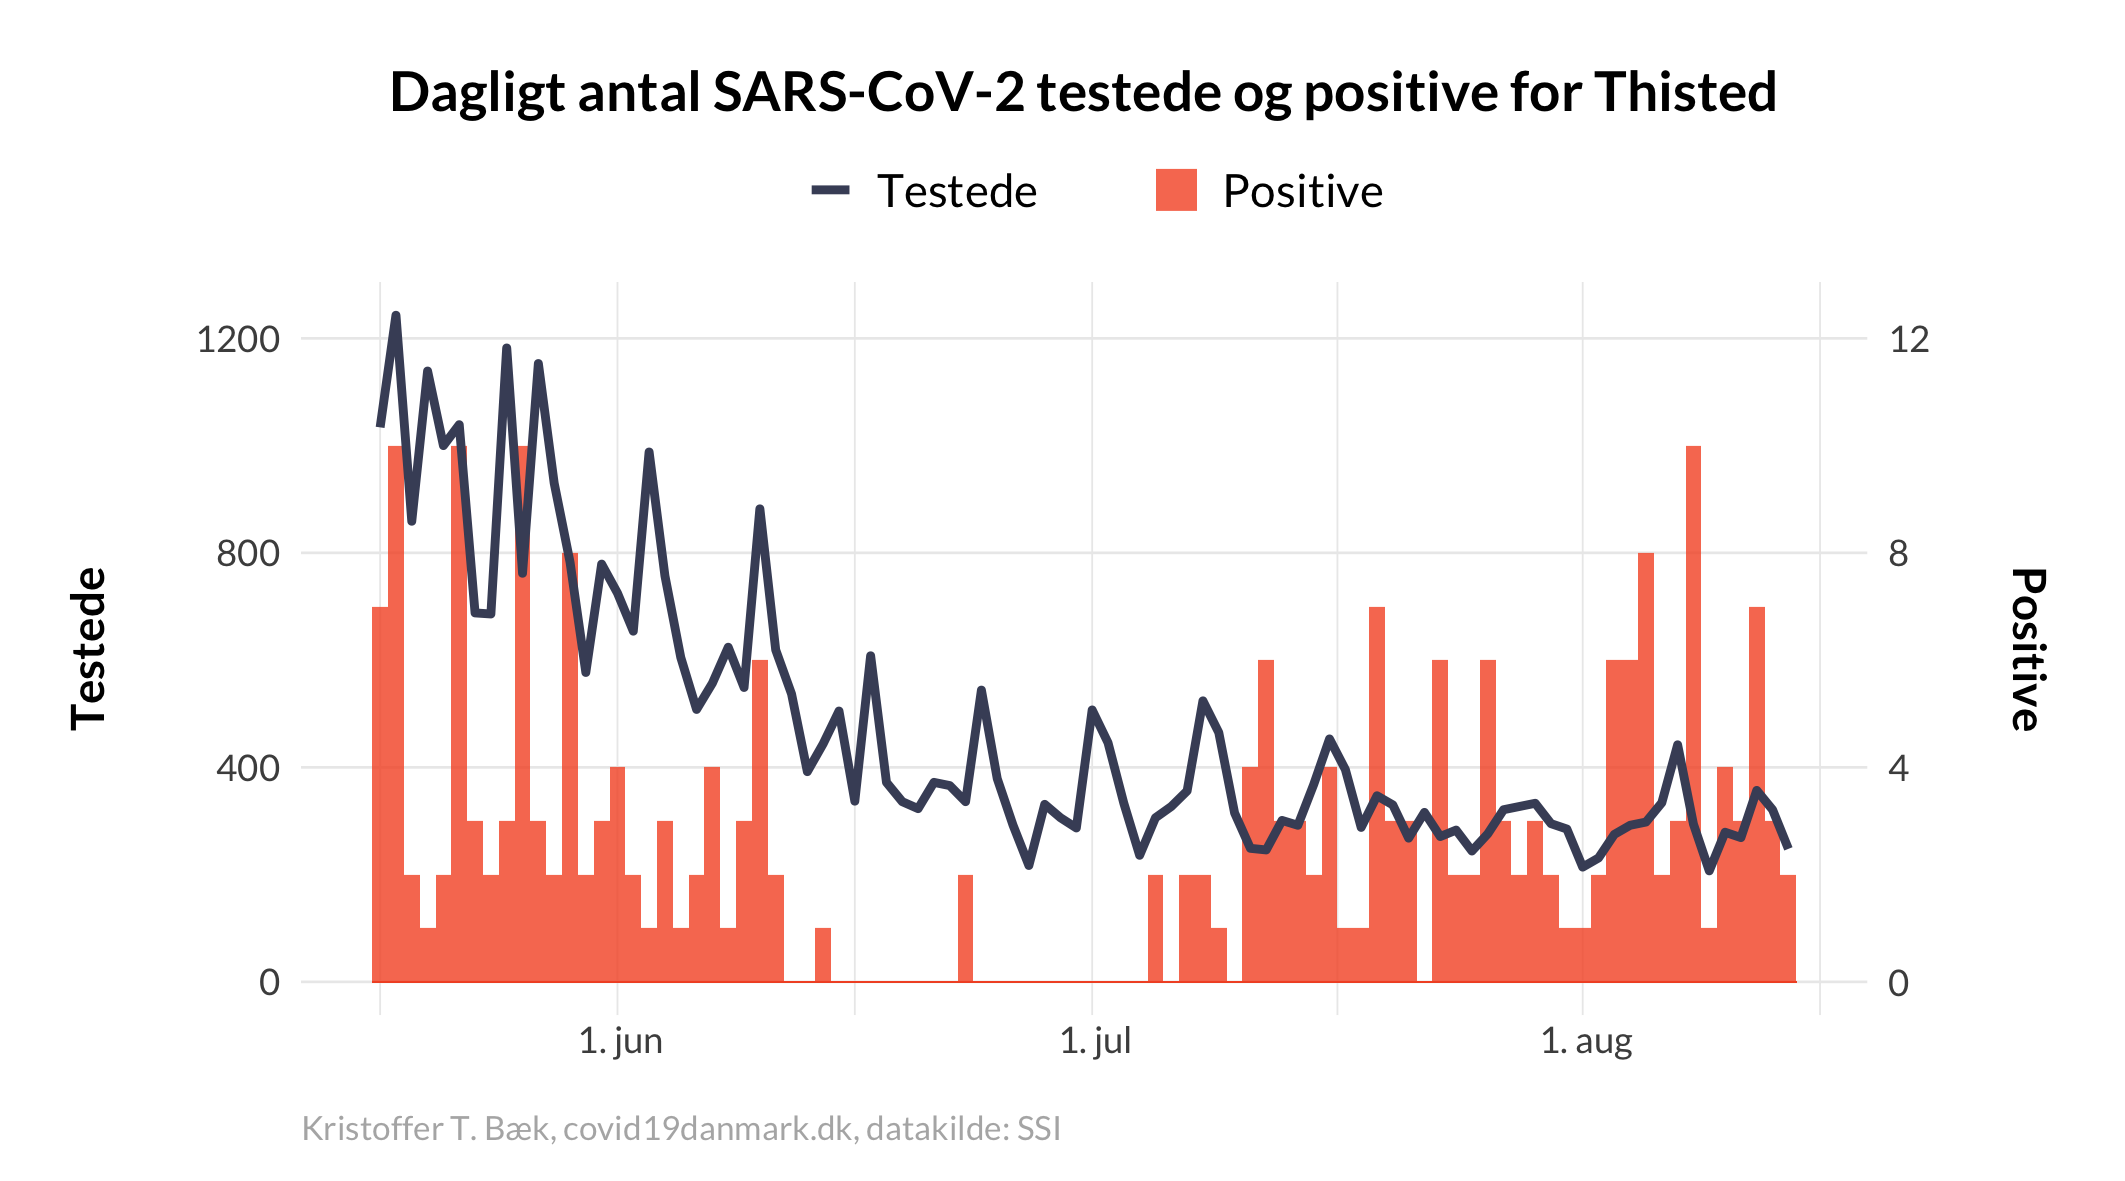 Dagligt antal SARS-CoV-2 testede og positive for Thisted
Testede Positive
1200
800
400
0
12
8
4
0
Testede
Positive
1. jun 1. jul 1. aug
Kristoffer T. Bæk, covid19danmark.dk, datakilde: SSI